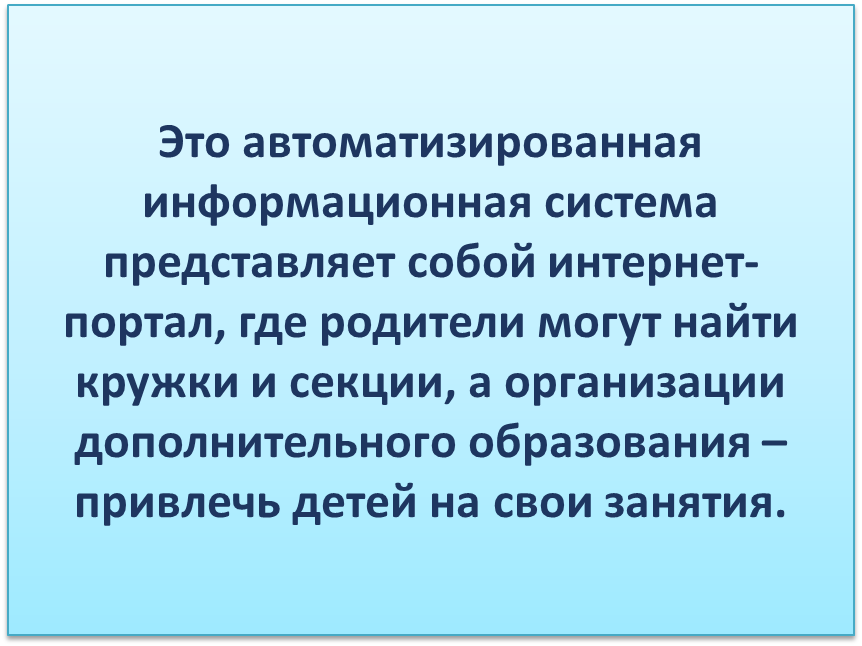 Это автоматизированная
информационная система
представляет собой интернет-
портал, где родители могут найти
кружки и секции, а организации
дополнительного образования –
привлечь детей на свои занятия.